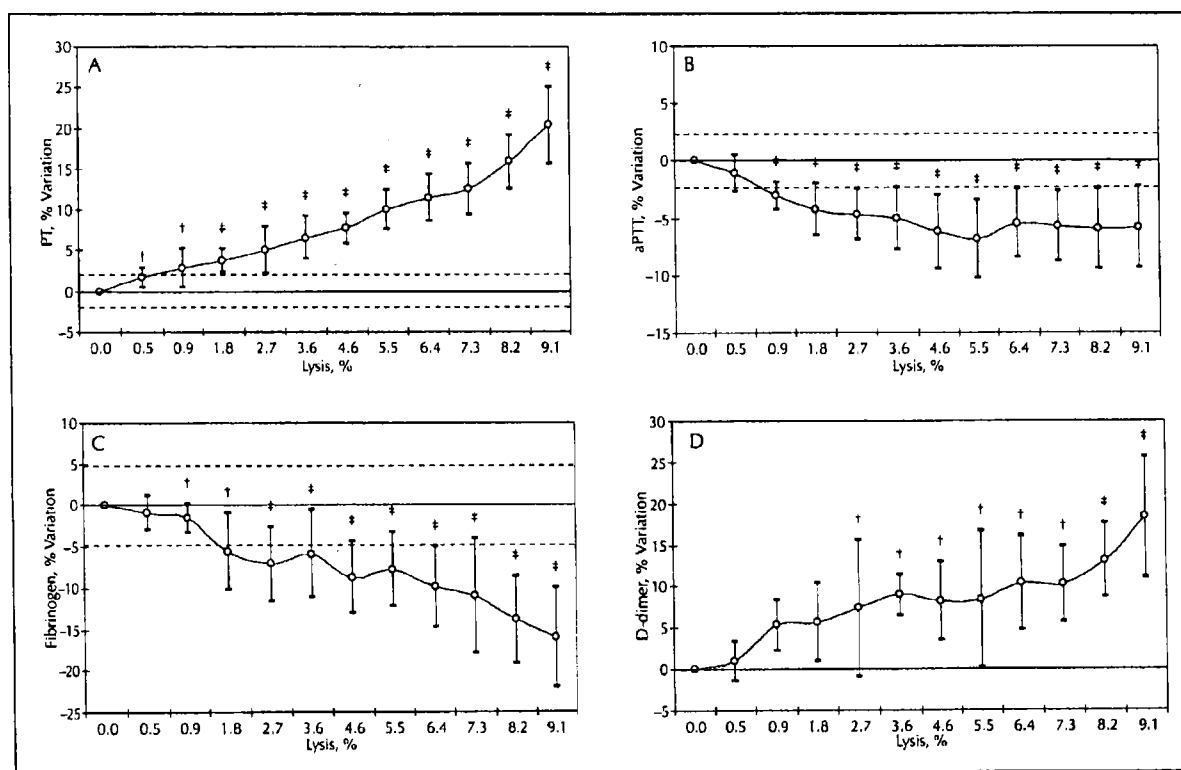 A
PT, % Variation
30
25
20
15
10
5
0
−5
† † ‡ ‡ ‡ ‡ ‡ ‡ ‡ ‡ ‡
0.0 0.5 0.9 1.8 2.7 3.6 4.6 5.5 6.4 7.3 8.2 9.1
Lysis, %
B
aPTT, % Variation
10
5
0
−5
−10
−15
‡ ‡ ‡ ‡ ‡ ‡ ‡ ‡ ‡ ‡
0.0 0.5 0.9 1.8 2.7 3.6 4.6 5.5 6.4 7.3 8.2 9.1
Lysis, %
C
Fibrinogen, % Variation
10
5
0
−5
−10
−15
−20
−25
† † ‡ ‡ ‡ ‡ ‡ ‡ ‡ ‡
0.0 0.5 0.9 1.8 2.7 3.6 4.6 5.5 6.4 7.3 8.2 9.1
Lysis, %
D
D-dimer, % Variation
30
25
20
15
10
5
0
−5
† † † † † † ‡ ‡
0.0 0.5 0.9 1.8 2.7 3.6 4.6 5.5 6.4 7.3 8.2 9.1
Lysis, %